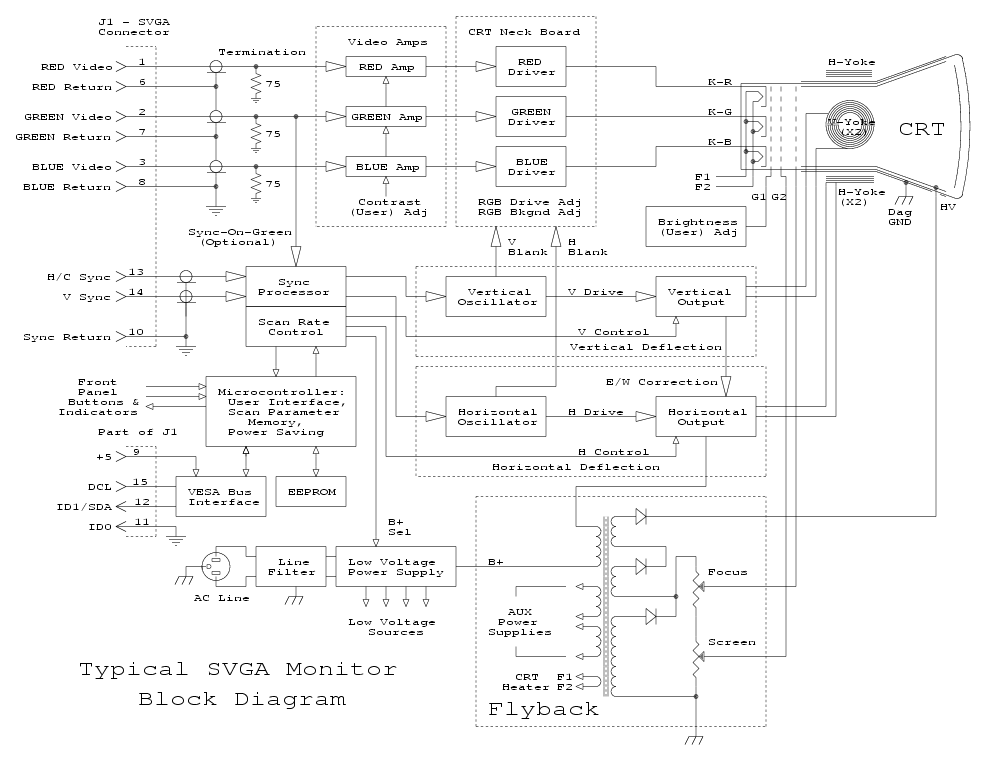 J1 - SVGA
Connector
Termination
Video Amps
CRT Neck Board
RED Video
1
RED Return
6
GREEN Video
2
GREEN Return
7
BLUE Video
3
BLUE Return
8
75
75
75
RED Amp
GREEN Amp
BLUE Amp
Contrast
(User) Adj
RED
Driver
GREEN
Driver
BLUE
Driver
RGB Drive Adj
RGB Bkgnd Adj
K-R
K-G
K-B
F1
F2
G1 G2
H-Yoke
V-Yoke
(X2)
CRT
H-Yoke
(X2)
Dag
GND
HV
Brightness
(User) Adj
Sync-On-Green
(Optional)
V
Blank
H
Blank
H/C Sync
13
V Sync
14
Sync Return
10
Sync
Processor
Scan Rate
Control
Vertical
Oscillator
V Drive
Vertical
Output
V Control
Vertical Deflection
E/W Correction
Front
Panel
Buttons &
Indicators
Microcontroller:
User Interface,
Scan Parameter
Memory,
Power Saving
Horizontal
Oscillator
H Drive
Horizontal
Output
H Control
Horizontal Deflection
Part of J1
+5
9
DCL
15
ID1/SDA
12
ID0
11
VESA Bus
Interface
EEPROM
B+
Sel
AC Line
Line
Filter
Low Voltage
Power Supply
B+
Low Voltage
Sources
AUX
Power
Supplies
CRT
Heater
F1
F2
Focus
Screen
Flyback
Typical SVGA Monitor
Block Diagram